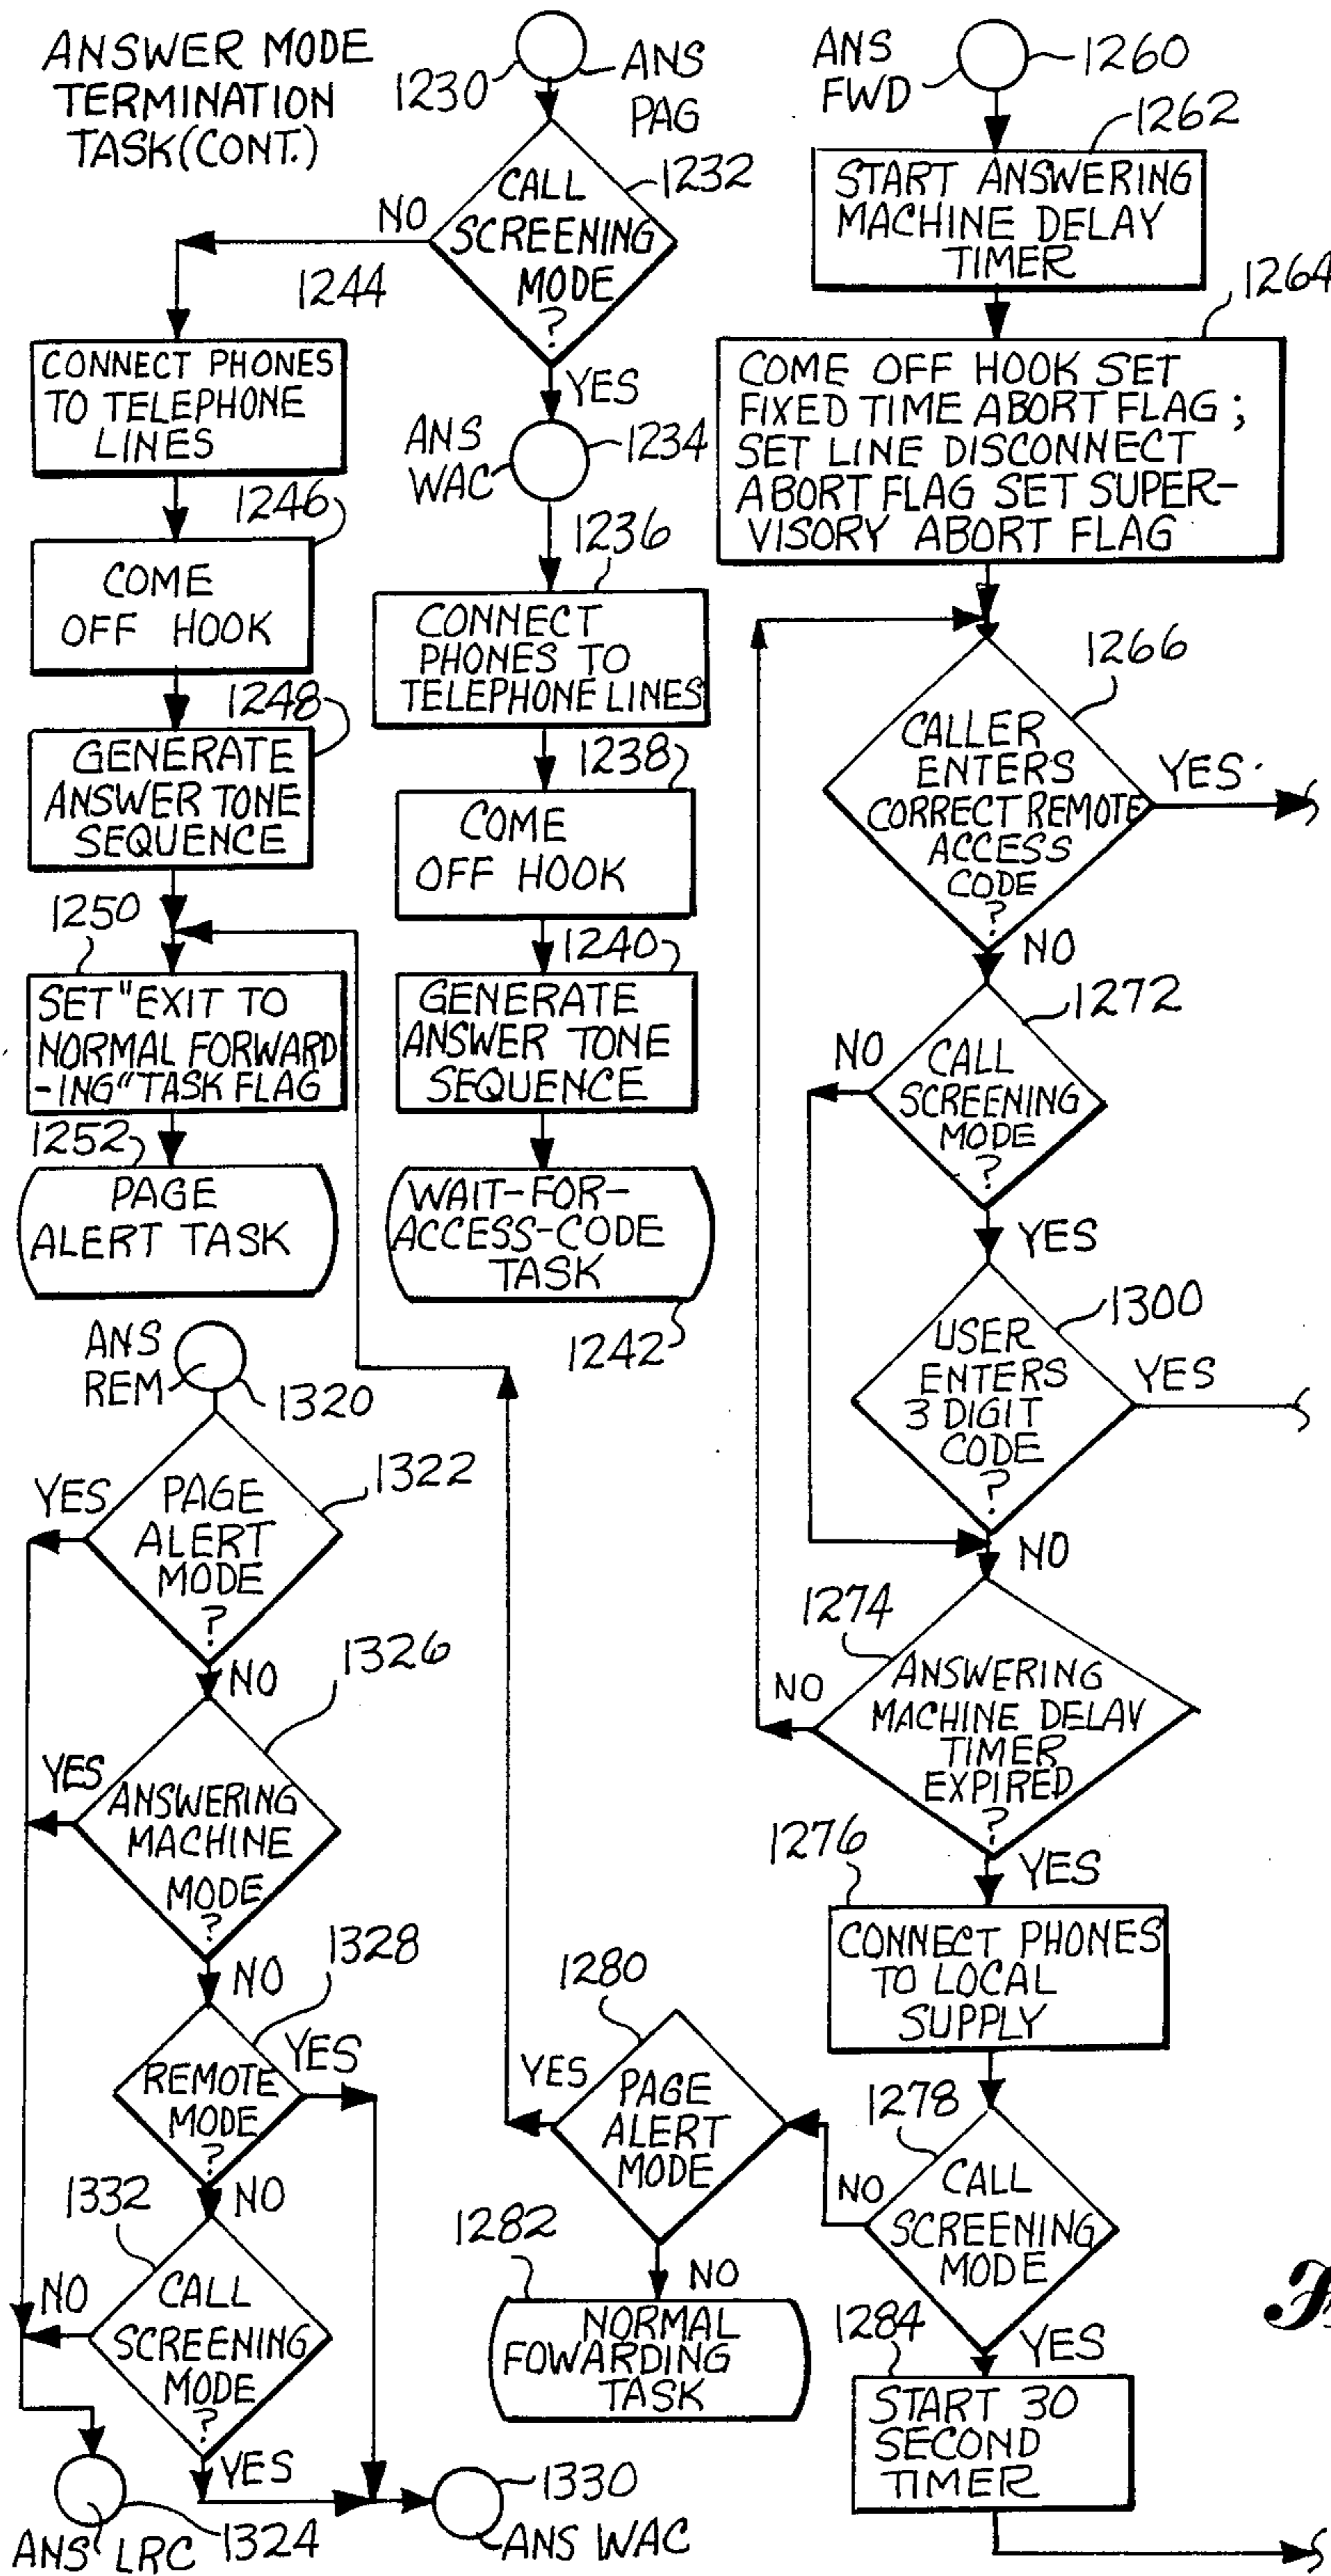 ANSWER MODE
TERMINATION
TASK(CONT.)
1230
ANS
PAG
CALL
SCREENING
MODE
?
1232
NO
1244
CONNECT PHONES
TO TELEPHONE
LINES
1246
COME
OFF HOOK
1248
GENERATE
ANSWER TONE
SEQUENCE
1250
SET "EXIT TO
NORMAL FORWARD
-ING" TASK FLAG
1252
PAGE
ALERT TASK
YES
ANS
WAC
1234
1236
CONNECT
PHONES TO
TELEPHONE LINES
1238
COME
OFF HOOK
1240
GENERATE
ANSWER TONE
SEQUENCE
WAIT-FOR-
ACCESS-CODE
TASK
1242
ANS
FWD
1260
1262
START ANSWERING
MACHINE DELAY
TIMER
1264
COME OFF HOOK SET
FIXED TIME ABORT FLAG;
SET LINE DISCONNECT
ABORT FLAG SET SUPER-
VISORY ABORT FLAG
1266
CALLER
ENTERS
CORRECT REMOTE
ACCESS
CODE
?
YES
NO
1272
CALL
SCREENING
MODE
?
NO
YES
1300
USER
ENTERS
3 DIGIT
CODE
?
YES
NO
1274
ANSWERING
MACHINE DELAY
TIMER
EXPIRED
?
NO
YES
1276
CONNECT PHONES
TO LOCAL
SUPPLY
1278
CALL
SCREENING
MODE
NO
YES
1280
PAGE
ALERT
MODE
YES
NO
1282
NORMAL
FOWARDING
TASK
1284
START 30
SECOND
TIMER
ANS
REM
1320
1322
PAGE
ALERT
MODE
?
YES
NO
1326
ANSWERING
MACHINE
MODE
?
YES
NO
1328
REMOTE
MODE
?
YES
NO
1332
CALL
SCREENING
MODE
?
NO
YES
1324
ANS LRC
1330
ANS WAC